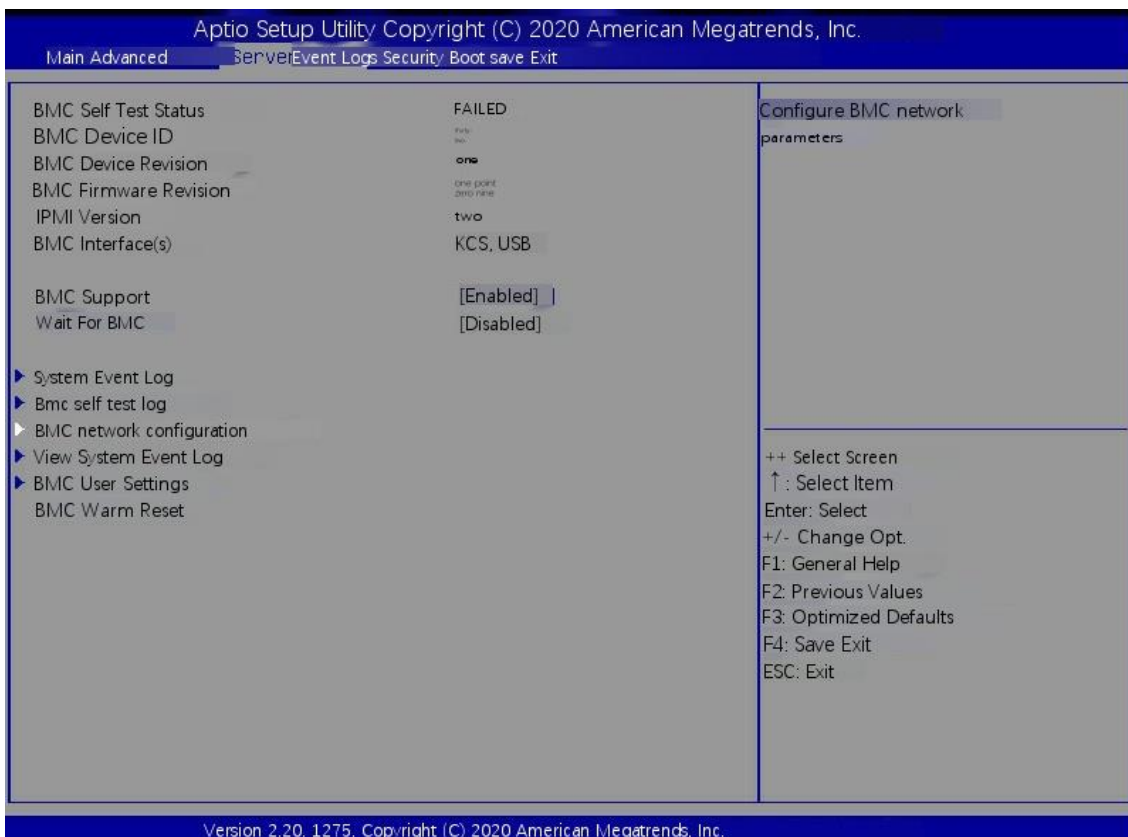 Aptio Setup Utility Copyright (C) 2020 American Megatrends, Inc.
Main Advanced Server Event Logs Security Boot save Exit
BMC Self Test Status FAILED
BMC Device ID
BMC Device Revision one
BMC Firmware Revision one point zero nine
IPMI Version two
BMC Interface(s) KCS, USB
BMC Support [Enabled]
Wait For BMC [Disabled]
System Event Log
Bmc self test log
BMC network configuration
View System Event Log
BMC User Settings
BMC Warm Reset
Configure BMC network
parameters
++ Select Screen
↑ : Select Item
Enter: Select
+/- Change Opt.
F1: General Help
F2: Previous Values
F3: Optimized Defaults
F4: Save Exit
ESC: Exit
Version 2.20, 1275, Copyright (C) 2020 American Megatrends, Inc.